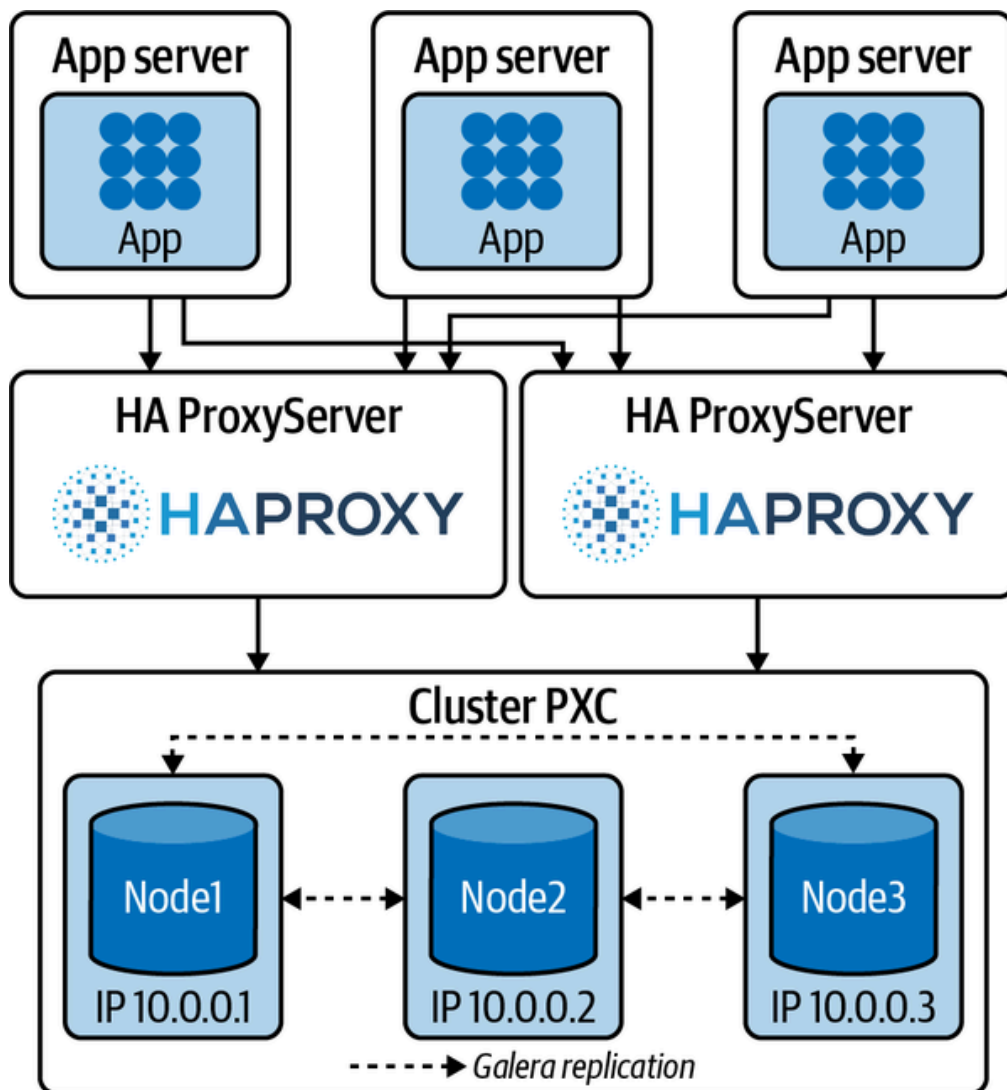 App server
App
App server
App
App server
App
HA ProxyServer
HAPROXY
HA ProxyServer
HAPROXY
Cluster PXC
Node1
IP 10.0.0.1
Node2
IP 10.0.0.2
Node3
IP 10.0.0.3
Galera replication